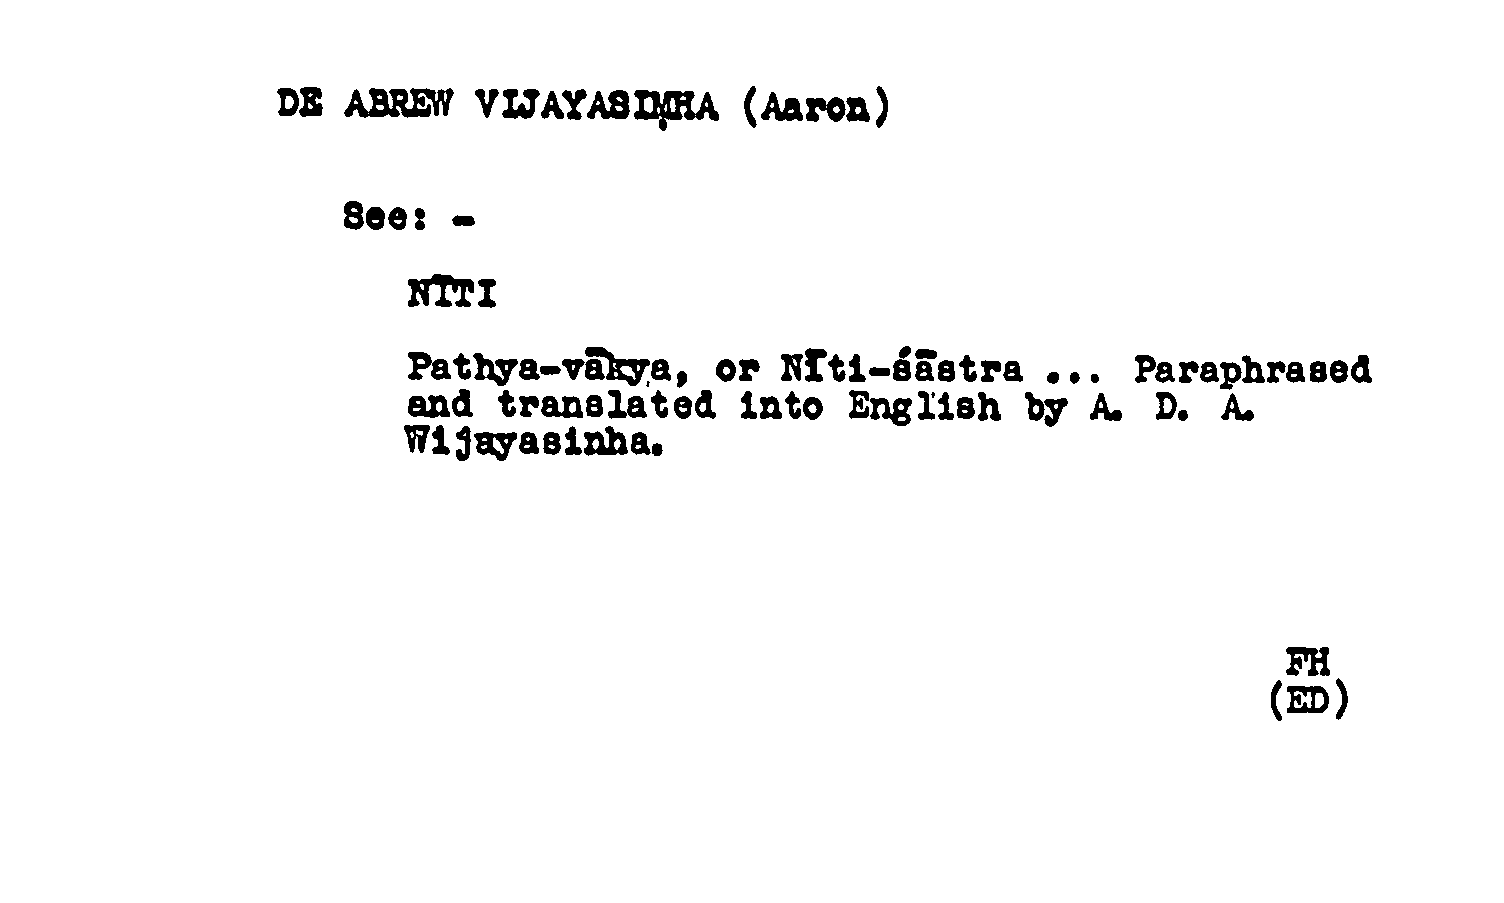 DE ABREW VIJAYASIṂHA (Aaron)
See: -
NĪTI
Pathya-vākya, or Nīti-śāstra ... Paraphrased
and translated into English by A. D. A.
Wijayasinha.
FH
(ED)